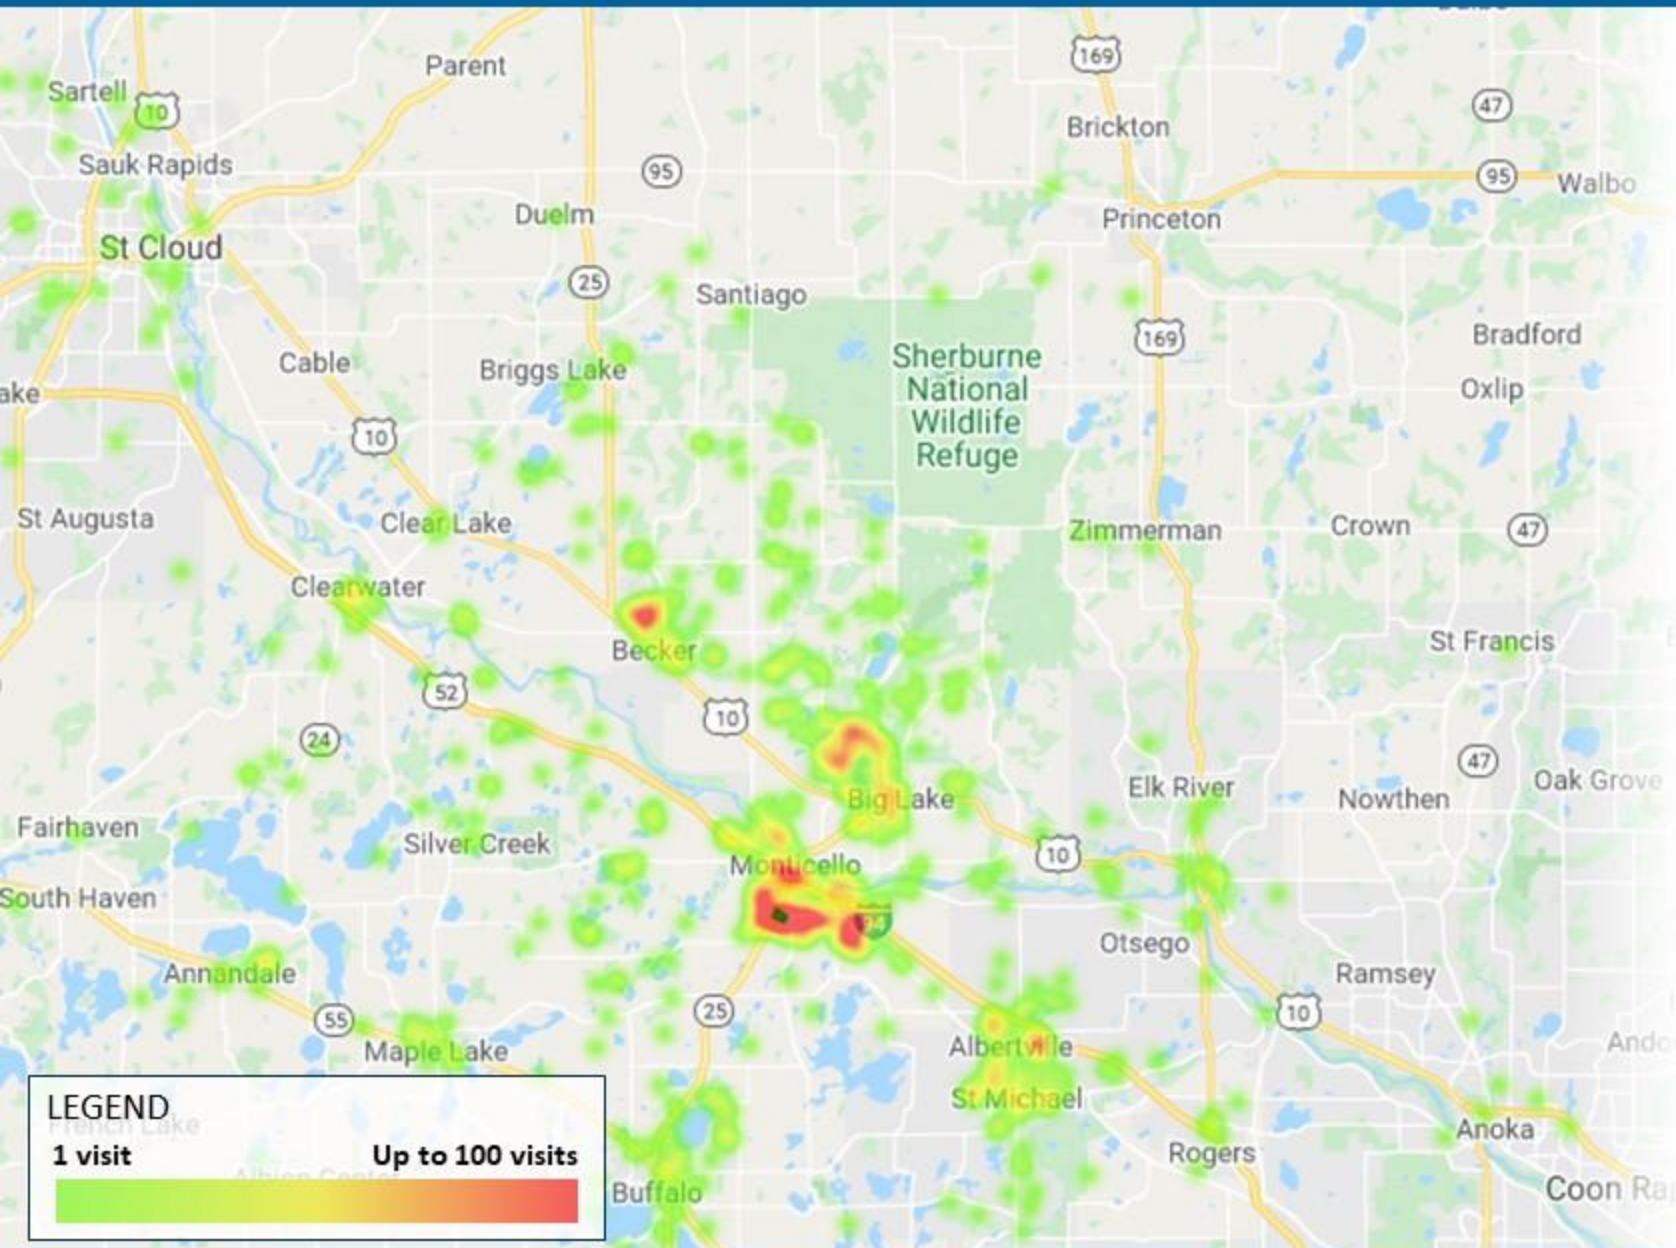 169
Parent
Sartell
10
47
Brickton
Sauk Rapids
95
95
Walbo
Duelm
Princeton
St Cloud
25
Santiago
169
Bradford
Sherburne
National
Wildlife
Refuge
Cable
Briggs Lake
ake
Oxlip
10
St Augusta
Clear Lake
Zimmerman
Crown
47
Clearwater
Becker
St Francis
52
10
24
47
Oak Grove
Elk River
Big Lake
Nowthen
Fairhaven
Silver Creek
10
Monticello
South Haven
Otsego
Annandale
Ramsey
25
55
10
Maple Lake
Albertville
Ando
St Michael
LEGEND
French Lake
1 visit
Up to 100 visits
Albion Center
Anoka
Rogers
Buffalo
Coon Ra